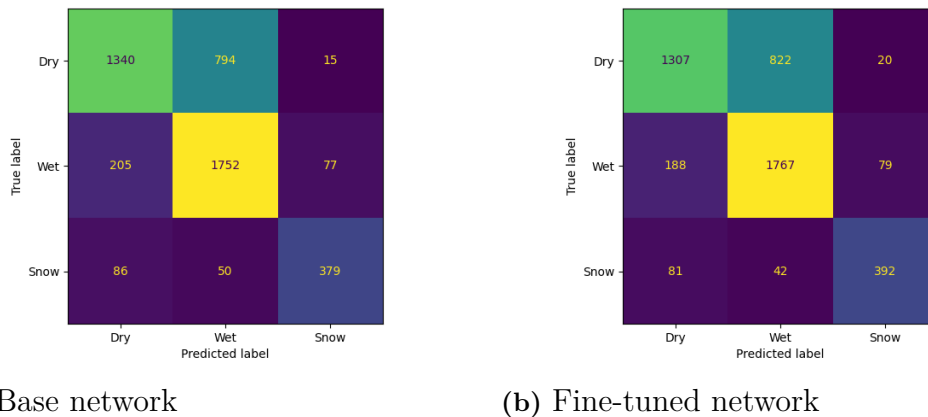 Dry 1340 794 15
Wet 205 1752 77
Snow 86 50 379
Dry Wet Snow
Predicted label
True label
Base network
Dry 1307 822 20
Wet 188 1767 79
Snow 81 42 392
Dry Wet Snow
Predicted label
True label
(b) Fine-tuned network